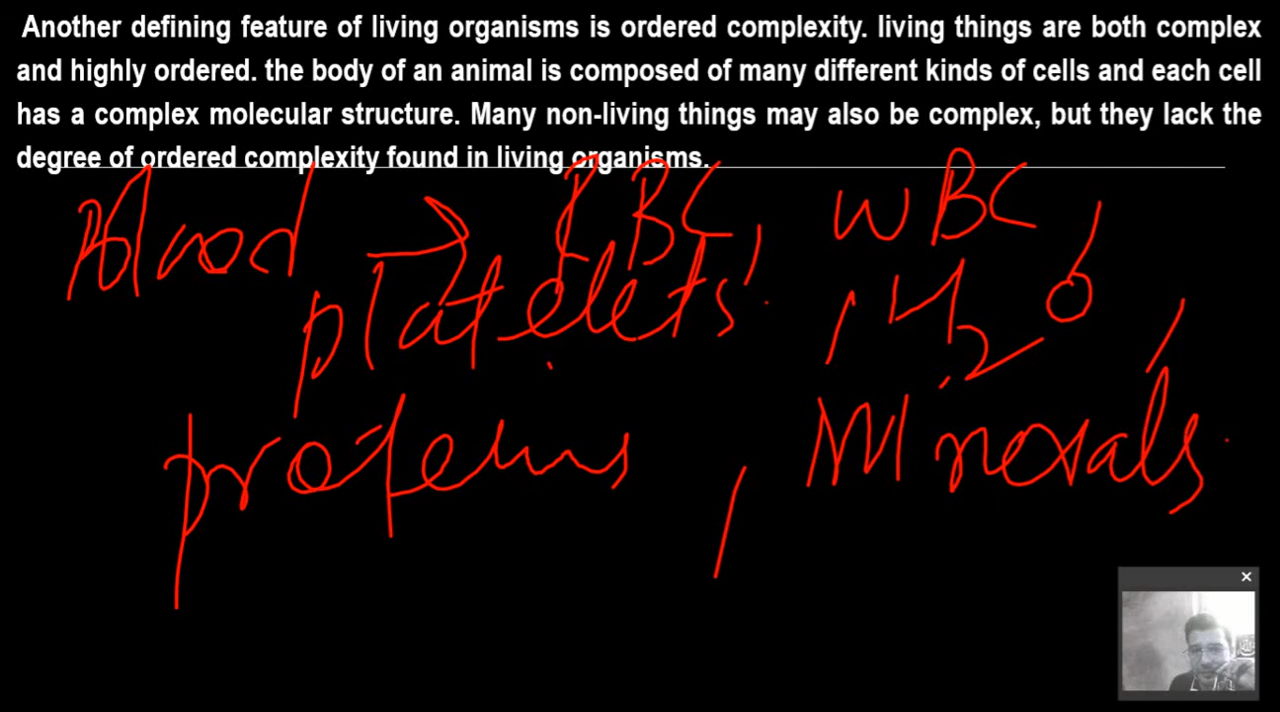 Another defining feature of living organisms is ordered complexity. living things are both complex
and highly ordered. the body of an animal is composed of many different kinds of cells and each cell
has a complex molecular structure. Many non-living things may also be complex, but they lack the
degree of ordered complexity found in living organisms.
Blood → RBC, WBC,
platelets, H2O,
proteins, Minerals